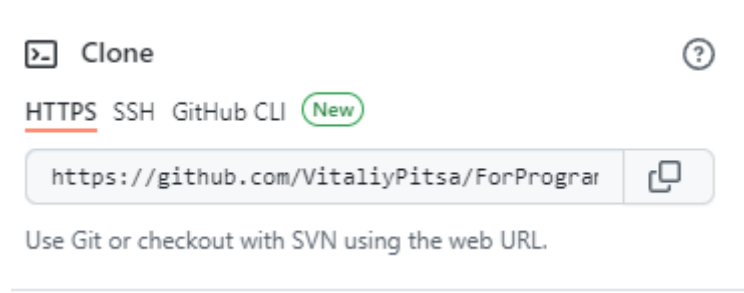 Clone
HTTPS SSH GitHub CLI New
https://github.com/VitaliyPitsa/ForProgra
Use Git or checkout with SVN using the web URL.